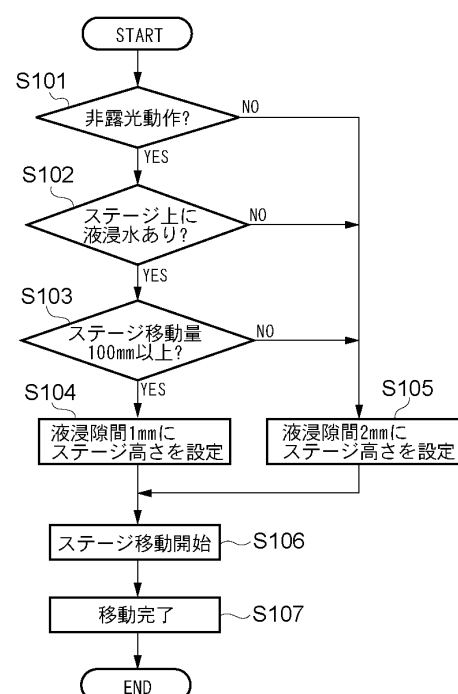 START
S101
非露光動作?
NO
YES
S102
ステージ上に
液浸水あり?
NO
YES
S103
ステージ移動量
100mm以上?
NO
YES
S104
液浸隙間1mmに
ステージ高さを設定
S105
液浸隙間2mmに
ステージ高さを設定
ステージ移動開始
S106
移動完了
S107
END